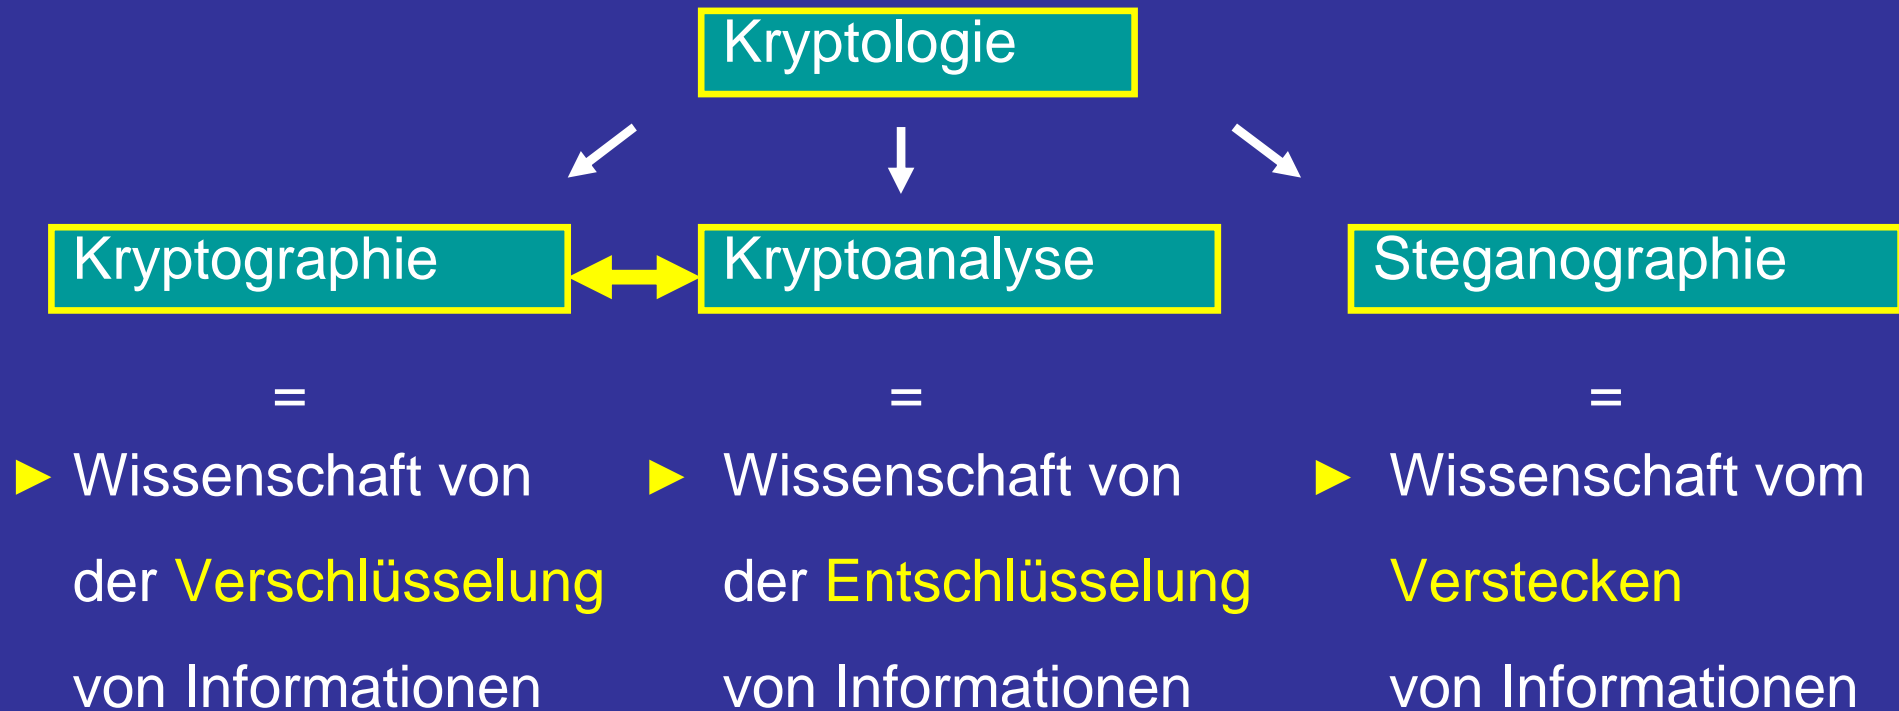 Kryptologie
Kryptographie
Kryptoanalyse
Steganographie
=
=
=
► Wissenschaft von
der Verschlüsselung
von Informationen
► Wissenschaft von
der Entschlüsselung
von Informationen
► Wissenschaft vom
Verstecken
von Informationen